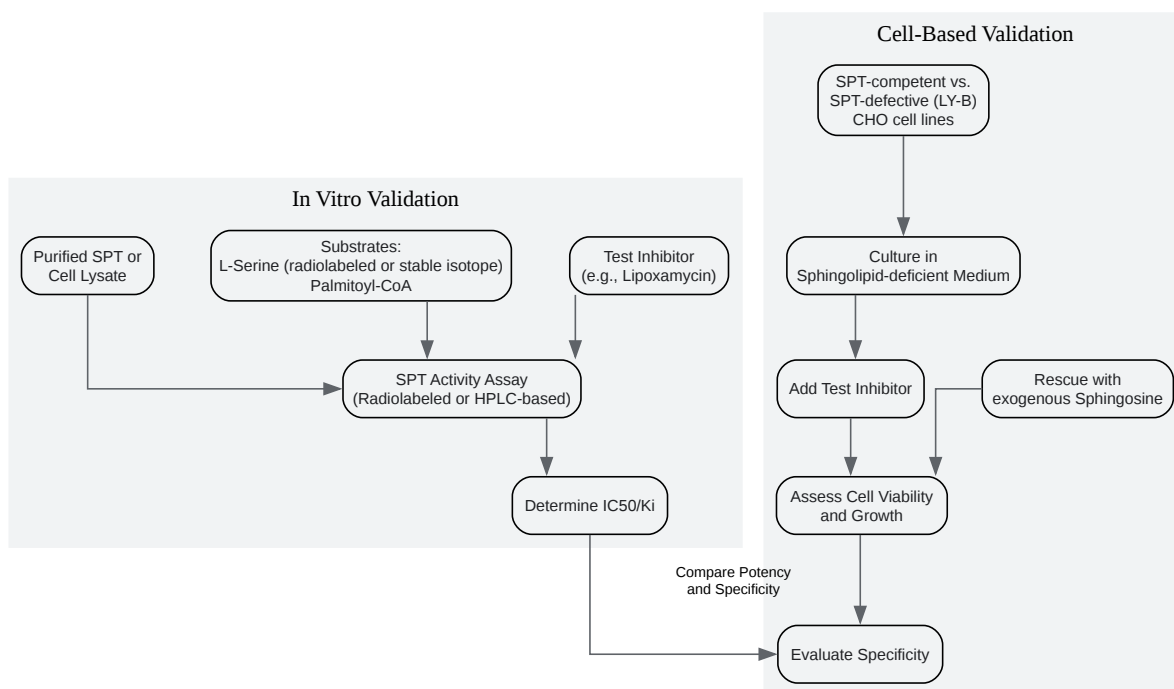 Cell-Based Validation
SPT-competent vs.
SPT-defective (LY-B)
CHO cell lines
In Vitro Validation
Purified SPT or
Cell Lysate
Substrates:
L-Serine (radiolabeled or stable isotope)
Palmitoyl-CoA
Test Inhibitor
(e.g., Lipoxamycin)
Culture in
Sphingolipid-deficient Medium
SPT Activity Assay
(Radiolabeled or HPLC-based)
Add Test Inhibitor
Rescue with
exogenous Sphingosine
Determine IC50/Ki
Assess Cell Viability
and Growth
Compare Potency
and Specificity
Evaluate Specificity